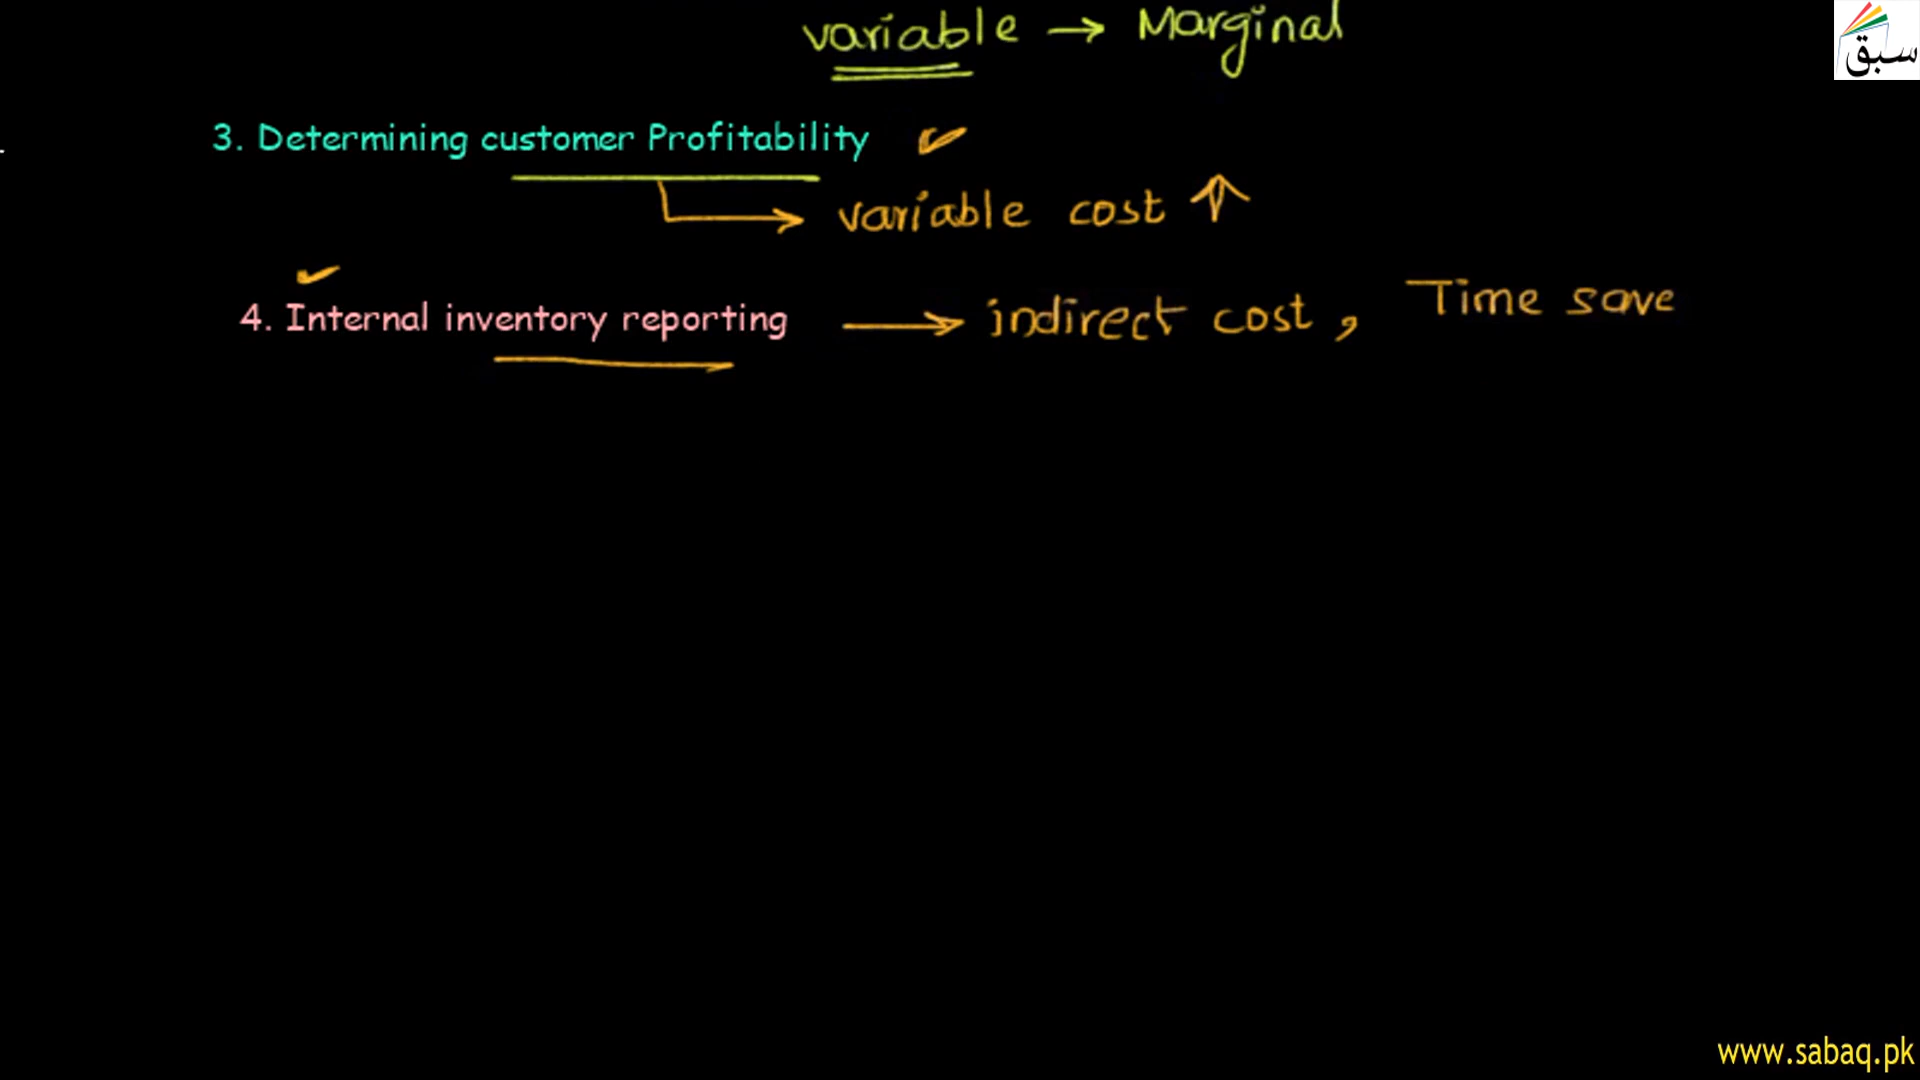 variable → Marginal
سبق
3. Determining customer Profitability ✔
variable cost ↑
4. Internal inventory reporting → indirect cost , Time save
www.sabaq.pk